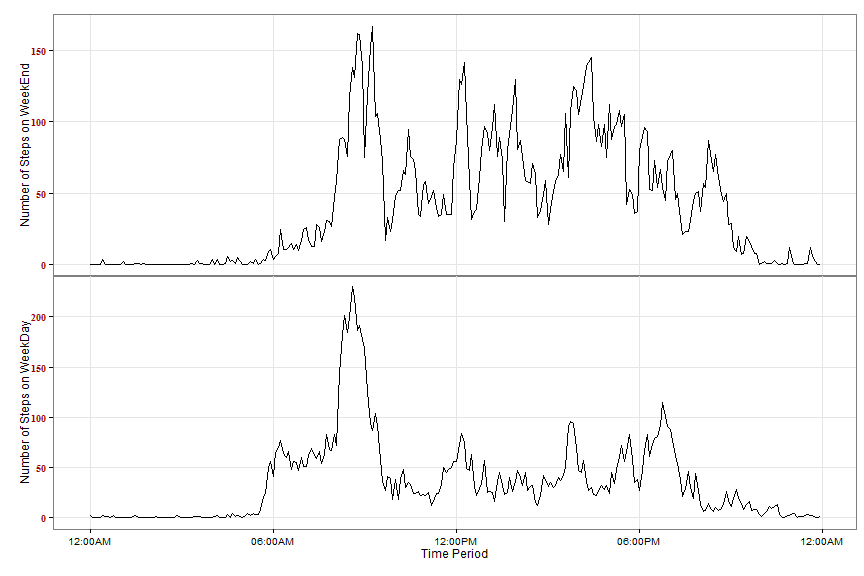 Number of Steps on WeekEnd
150
100
50
0
Number of Steps on WeekDay
200
150
100
50
0
12:00AM 06:00AM 12:00PM 06:00PM 12:00AM
Time Period